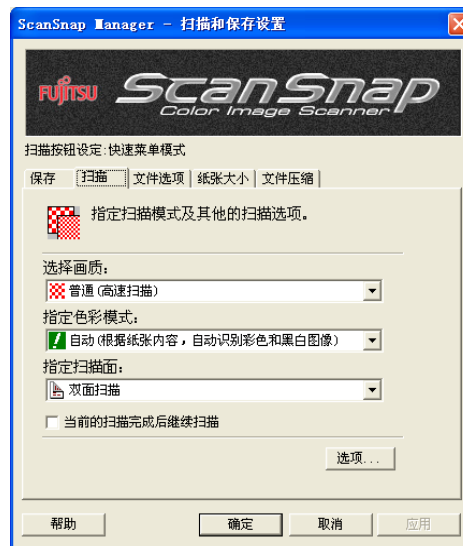 ScanSnap Manager - 扫描和保存设置
FUJITSU ScanSnap
Color Image Scanner
扫描按钮设定:快速菜单模式
保存 扫描 文件选项 纸张大小 文件压缩
指定扫描模式及其他的扫描选项。
选择画质:
普通(高速扫描)
指定色彩模式:
自动(根据纸张内容，自动识别彩色和黑白图像)
指定扫描面:
双面扫描
当前的扫描完成后继续扫描
选项...
帮助 确定 取消 应用